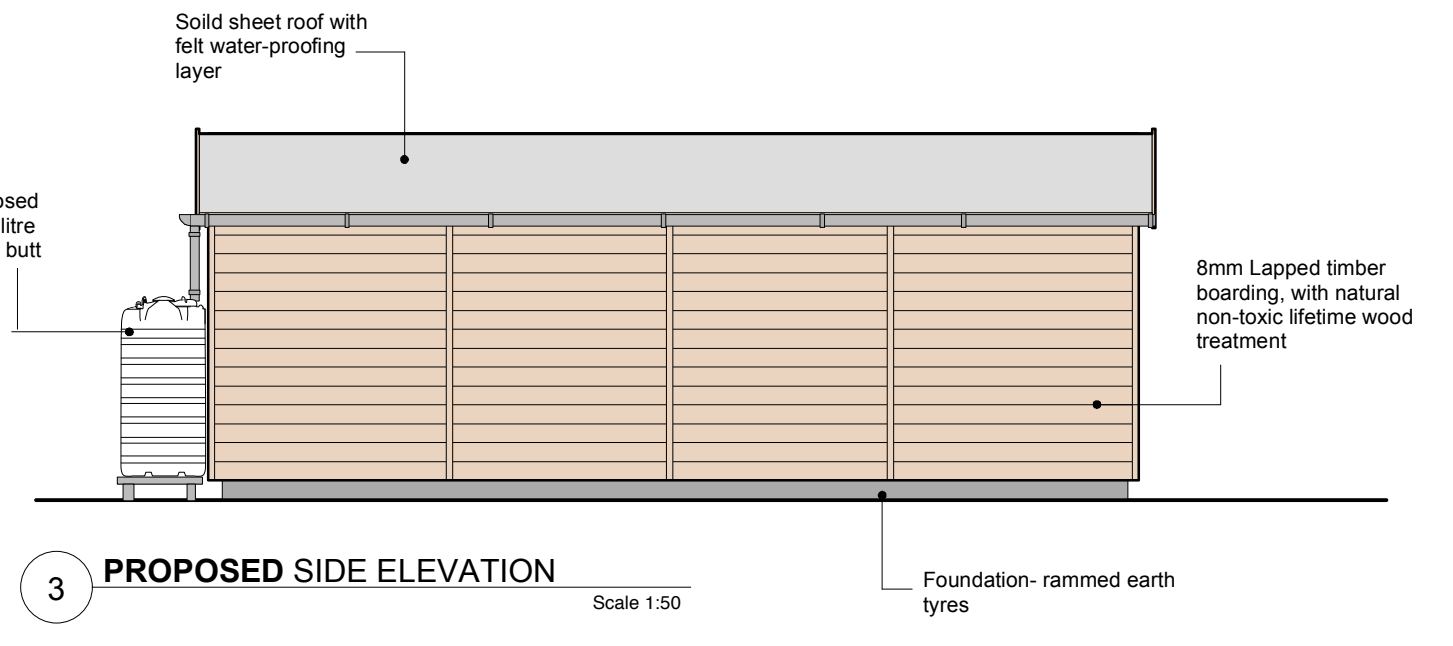 Soild sheet roof with
felt water-proofing
layer
osed
litre
butt
8mm Lapped timber
boarding, with natural
non-toxic lifetime wood
treatment
3
PROPOSED SIDE ELEVATION
Scale 1:50
Foundation- rammed earth
tyres